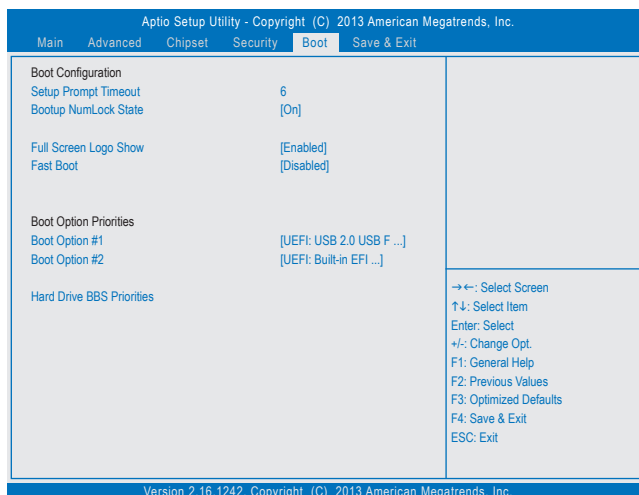 Aptio Setup Utility - Copyright (C) 2013 American Megatrends, Inc.
Main Advanced Chipset Security Boot Save & Exit
Boot Configuration
Setup Prompt Timeout 6
Bootup NumLock State [On]
Full Screen Logo Show [Enabled]
Fast Boot [Disabled]
Boot Option Priorities
Boot Option #1 [UEFI: USB 2.0 USB F ...]
Boot Option #2 [UEFI: Built-in EFI ...]
Hard Drive BBS Priorities
→←: Select Screen
↑↓: Select Item
Enter: Select
+/-: Change Opt.
F1: General Help
F2: Previous Values
F3: Optimized Defaults
F4: Save & Exit
ESC: Exit
Version 2.16.1242. Copyright (C) 2013 American Megatrends, Inc.